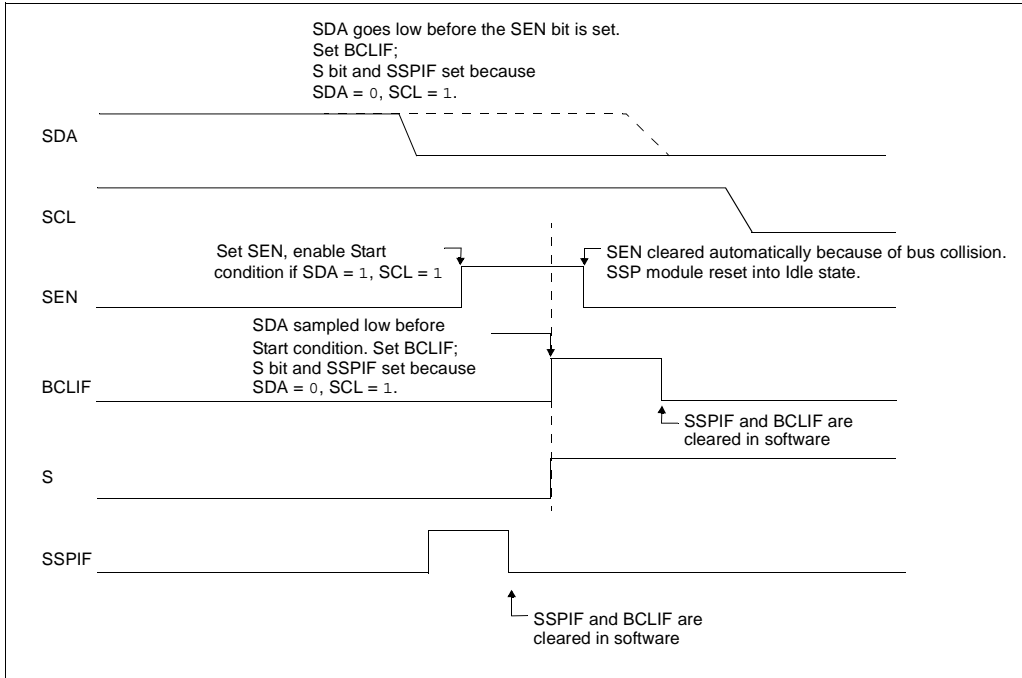 SDA goes low before the SEN bit is set.
Set BCLIF;
S bit and SSPIF set because
SDA = 0, SCL = 1.
SDA
SCL
Set SEN, enable Start
condition if SDA = 1, SCL = 1
SEN cleared automatically because of bus collision.
SSP module reset into Idle state.
SEN
SDA sampled low before
Start condition. Set BCLIF;
S bit and SSPIF set because
SDA = 0, SCL = 1.
BCLIF
SSPIF and BCLIF are
cleared in software
S
SSPIF
SSPIF and BCLIF are
cleared in software